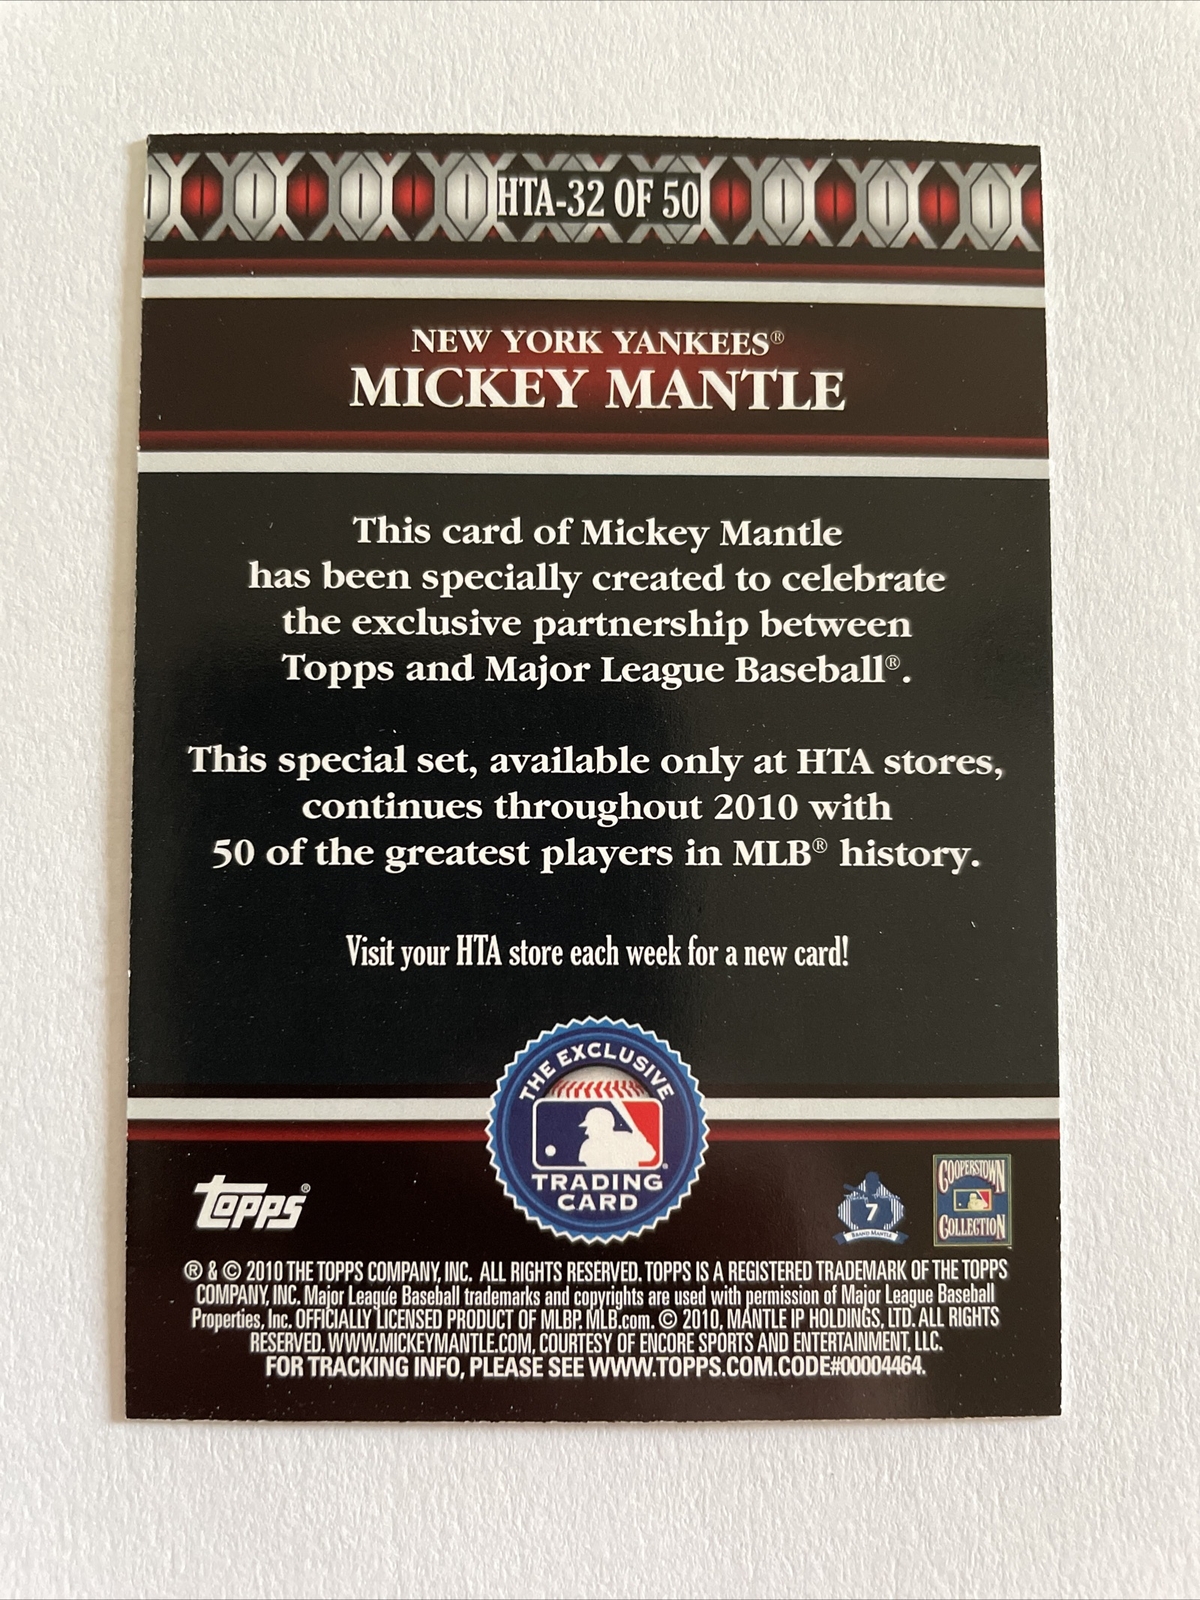 HTA-32 OF 50
NEW YORK YANKEES®
MICKEY MANTLE
This card of Mickey Mantle
has been specially created to celebrate
the exclusive partnership between
Topps and Major League Baseball®.
This special set, available only at HTA stores,
continues throughout 2010 with
50 of the greatest players in MLB® history.
Visit your HTA store each week for a new card!
THE EXCLUSIVE
TRADING
CARD
TOPPS®
7
BRAND MANTLE
COOPERSTOWN
COLLECTION
® & © 2010 THE TOPPS COMPANY, INC. ALL RIGHTS RESERVED. TOPPS IS A REGISTERED TRADEMARK OF THE TOPPS
COMPANY, INC. Major League Baseball trademarks and copyrights are used with permission of Major League Baseball
Properties, Inc. OFFICIALLY LICENSED PRODUCT OF MLBP. MLB.com. © 2010, MANTLE IP HOLDINGS, LTD. ALL RIGHTS
RESERVED. WWW.MICKEYMANTLE.COM, COURTESY OF ENCORE SPORTS AND ENTERTAINMENT, LLC.
FOR TRACKING INFO, PLEASE SEE WWW.TOPPS.COM.CODE#00004464.